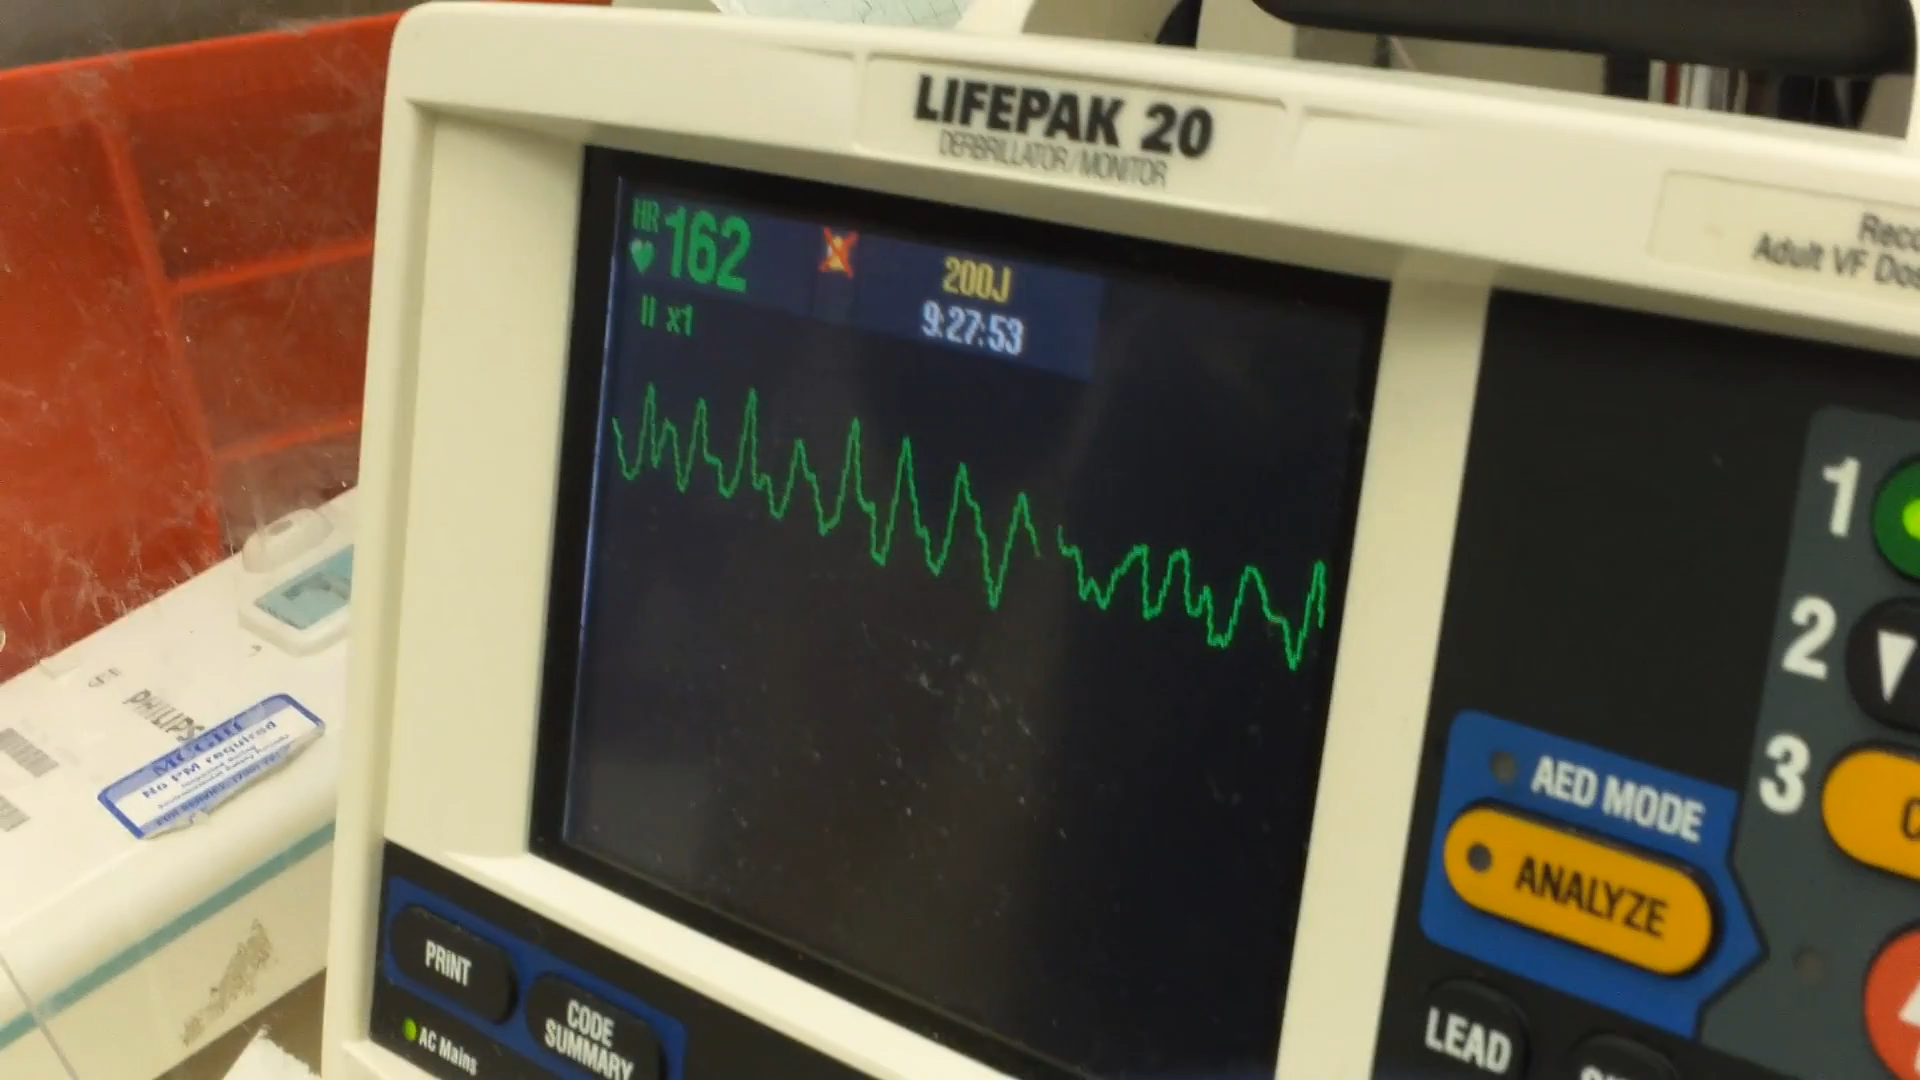 LIFEPAK 20
DEFIBRILLATOR/MONITOR
Adult VF
HR
162
200J
9:27:53
II x1
1
2
3
AED MODE
ANALYZE
LEAD
PRINT
CODE
SUMMARY
AC Mains
PHILIPS
No PM required